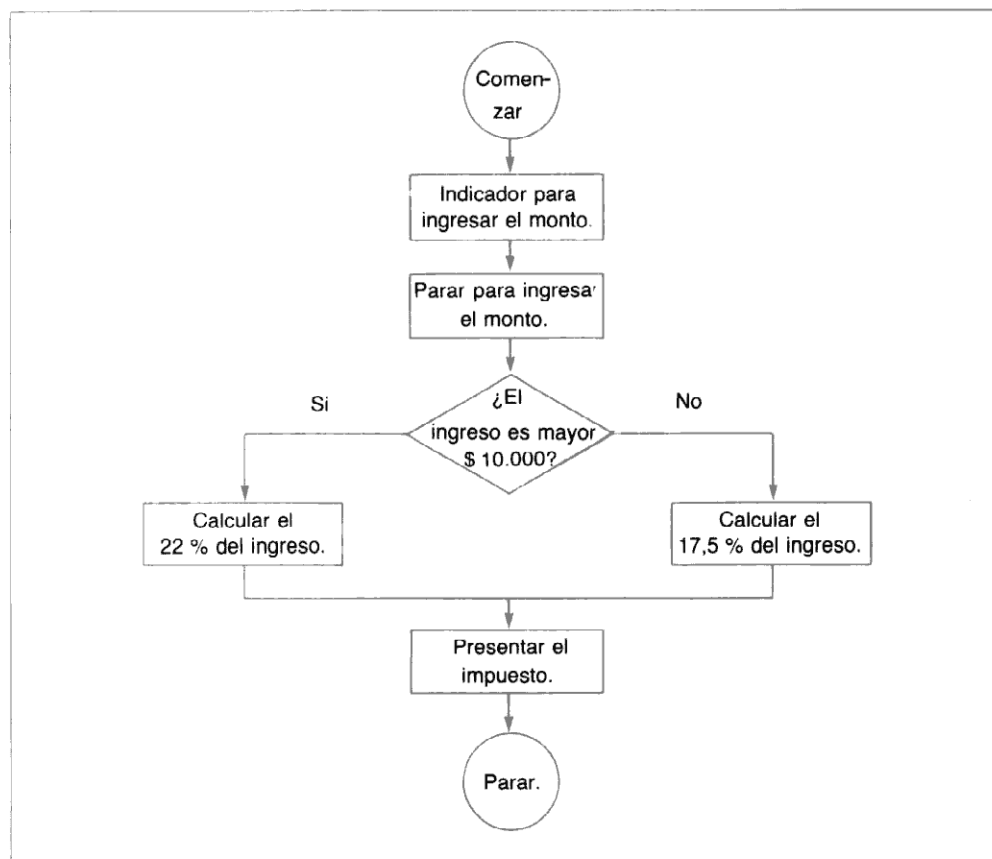 Comen-
zar
Indicador para
ingresar el monto.
Parar para ingresar
el monto.
¿El
ingreso es mayor
$ 10.000?
Si
No
Calcular el
22 % del ingreso.
Calcular el
17,5 % del ingreso.
Presentar el
impuesto.
Parar.